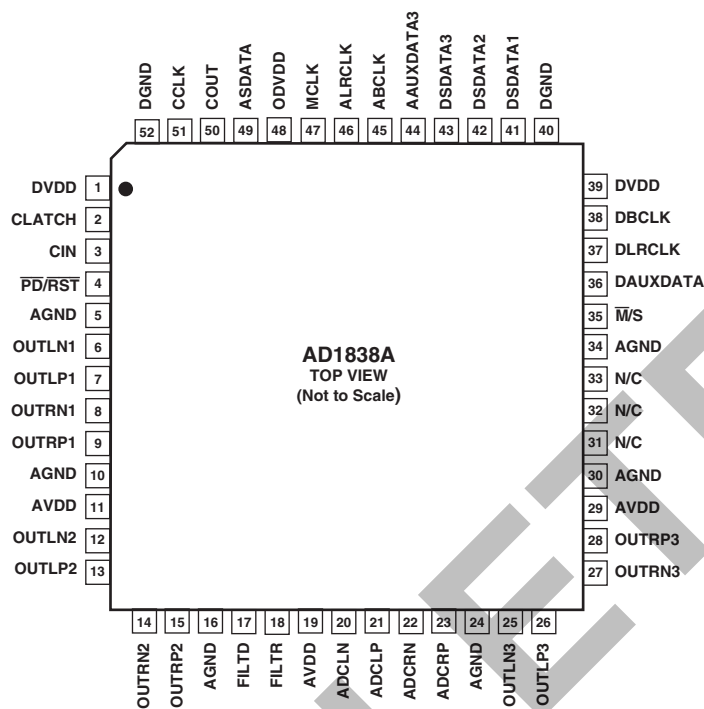 DGND
CCLK
COUT
ASDATA
ODVDD
MCLK
ALRCLK
ABCLK
AAUXDATA3
DSDATA3
DSDATA2
DSDATA1
DGND
52 51 50 49 48 47 46 45 44 43 42 41 40
DVDD 1
CLATCH 2
CIN 3
PD/RST 4
AGND 5
OUTLN1 6
OUTLP1 7
OUTRN1 8
OUTRP1 9
AGND 10
AVDD 11
OUTLN2 12
OUTLP2 13
AD1838A
TOP VIEW
(Not to Scale)
39 DVDD
38 DBCLK
37 DLRCLK
36 DAUXDATA
35 M/S
34 AGND
33 N/C
32 N/C
31 N/C
30 AGND
29 AVDD
28 OUTRP3
27 OUTRN3
14 15 16 17 18 19 20 21 22 23 24 25 26
OUTRN2
OUTRP2
AGND
FILTD
FILTR
AVDD
ADCLN
ADCLP
ADCRN
ADCRP
AGND
OUTLN3
OUTLP3